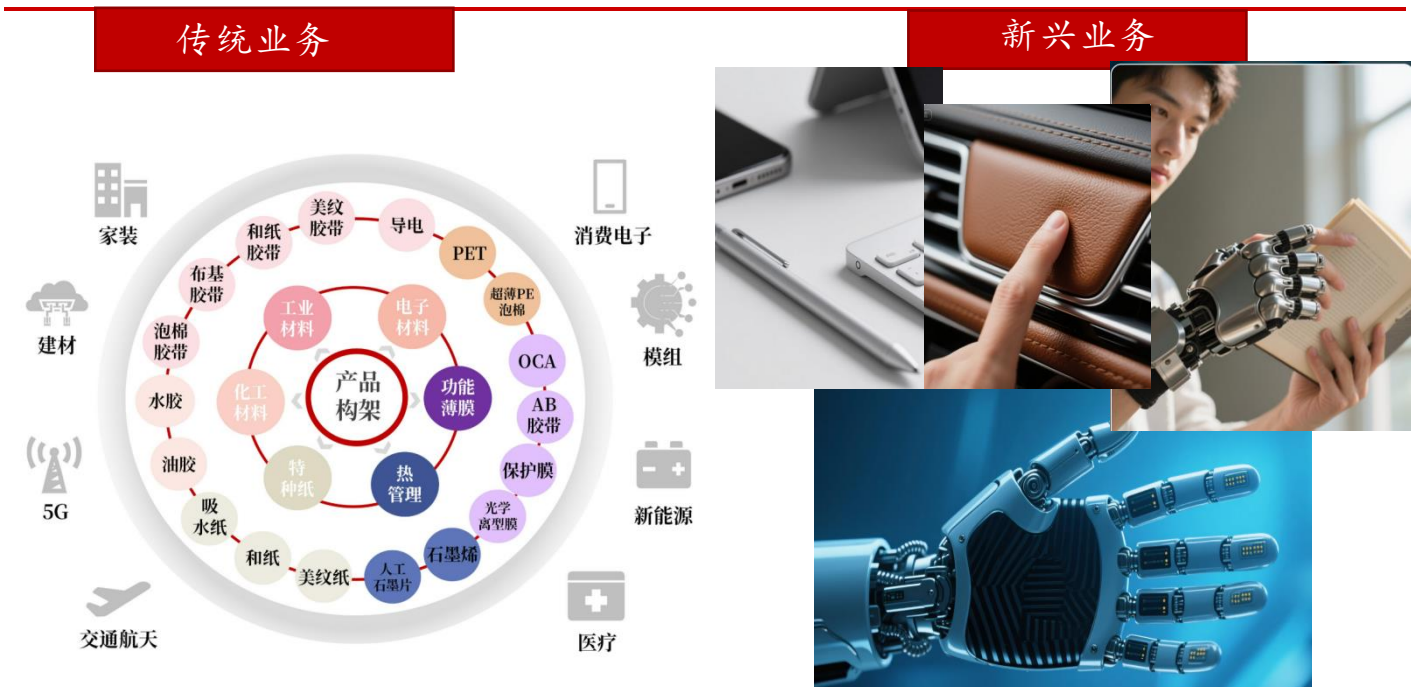 传统业务
新兴业务
家装
建材
5G
交通航天
消费电子
模组
新能源
医疗
产品
构架
工业
材料
电子
材料
功能
薄膜
热
管理
特
种纸
化工
材料
美纹
胶带
导电
PET
超薄PE
泡棉
OCA
AB
胶带
保护膜
光学
离型膜
石墨烯
人工
石墨片
美纹纸
和纸
吸
水纸
油胶
水胶
泡棉
胶带
布基
胶带
和纸
胶带